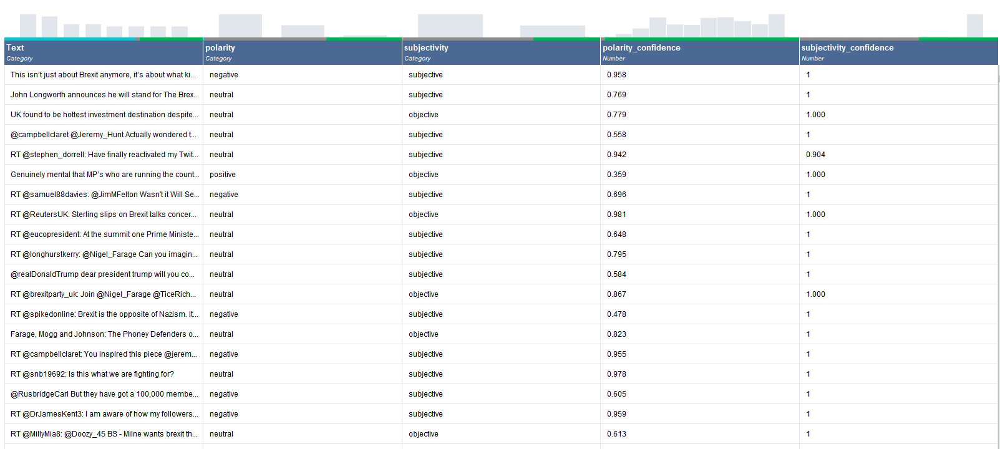 Text polarity subjectivity polarity_confidence subjectivity_confidence
Category Category Category Number Number
This isn't just about Brexit anymore, it's about what ki... negative subjective 0.958 1
John Longworth announces he will stand for The Brex... neutral subjective 0.769 1
UK found to be hottest investment destination despite... neutral objective 0.779 1.000
@campbellclaret @Jeremy_Hunt Actually wondered t... neutral subjective 0.558 1
RT @stephen_dorrell: Have finally reactivated my Twit... neutral subjective 0.942 0.904
Genuinely mental that MP's who are running the count... positive objective 0.359 1.000
RT @samuel88davies: @JimMFelton Wasn't it Will Se... negative subjective 0.696 1
RT @ReutersUK: Sterling slips on Brexit talks concer... neutral objective 0.981 1.000
RT @eucopresident: At the summit one Prime Ministe... neutral subjective 0.648 1
RT @longhurstkerry: @Nigel_Farage Can you imagin... neutral subjective 0.795 1
@realDonaldTrump dear president trump will you co... neutral subjective 0.584 1
RT @brexitparty_uk: Join @Nigel_Farage @TiceRich... neutral objective 0.867 1.000
RT @spikedonline: Brexit is the opposite of Nazism. It... negative subjective 0.478 1
Farage, Mogg and Johnson: The Phoney Defenders o... neutral objective 0.823 1
RT @campbellclaret: You inspired this piece @jerem... negative subjective 0.955 1
RT @snb19692: Is this what we are fighting for? neutral subjective 0.978 1
@RusbridgeCarl But they have got a 100,000 membe... negative subjective 0.605 1
RT @DrJamesKent3: I am aware of how my followers... negative subjective 0.959 1
RT @MillyMia8: @Doozy_45 BS - Milne wants brexit th... neutral objective 0.613 1